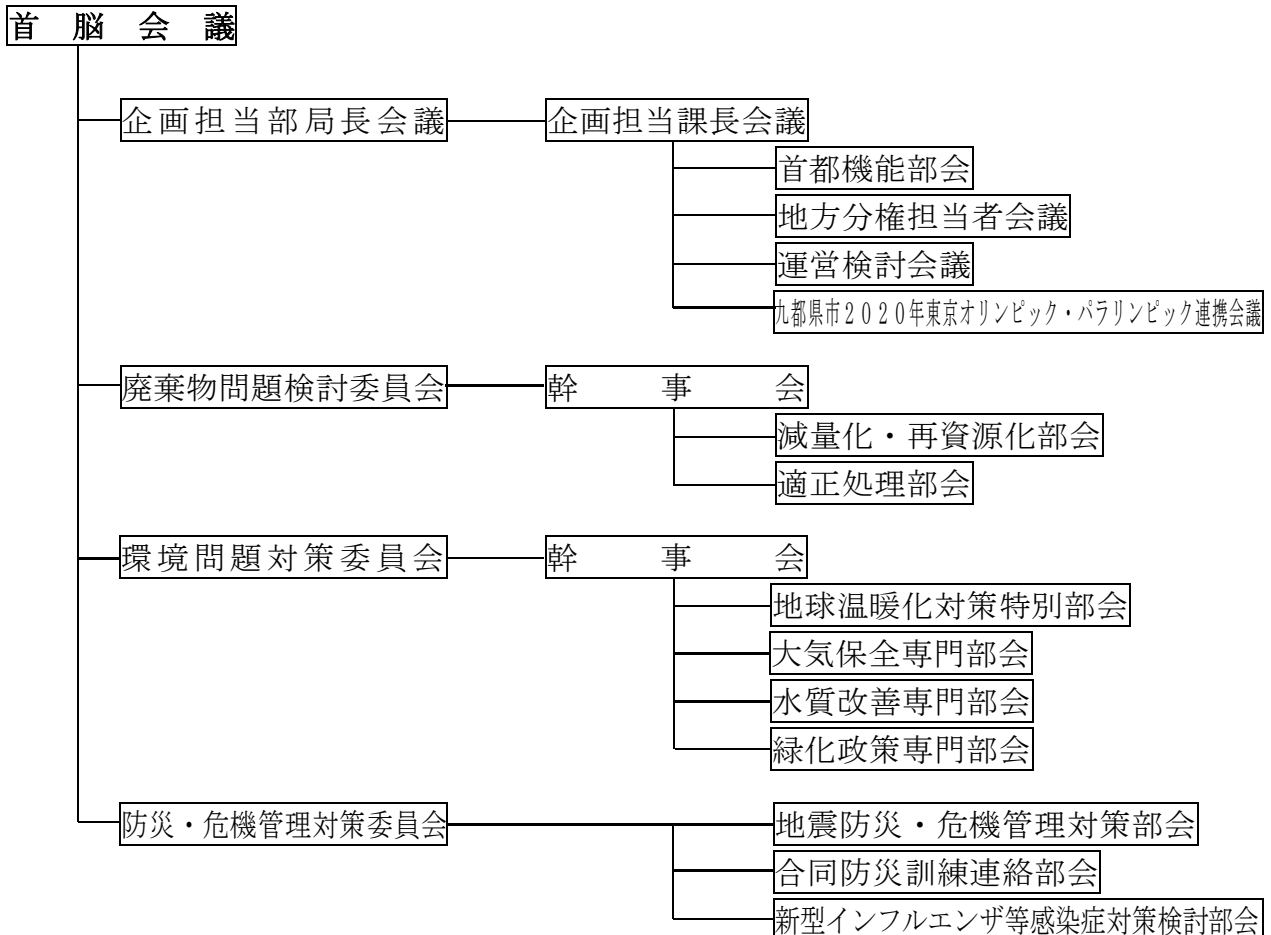 首脳会議
企画担当部局長会議
企画担当課長会議
首都機能部会
地方分権担当者会議
運営検討会議
九都県市２０２０年東京オリンピック・パラリンピック連携会議
廃棄物問題検討委員会
幹事会
減量化・再資源化部会
適正処理部会
環境問題対策委員会
幹事会
地球温暖化対策特別部会
大気保全専門部会
水質改善専門部会
緑化政策専門部会
防災・危機管理対策委員会
地震防災・危機管理対策部会
合同防災訓練連絡部会
新型インフルエンザ等感染症対策検討部会